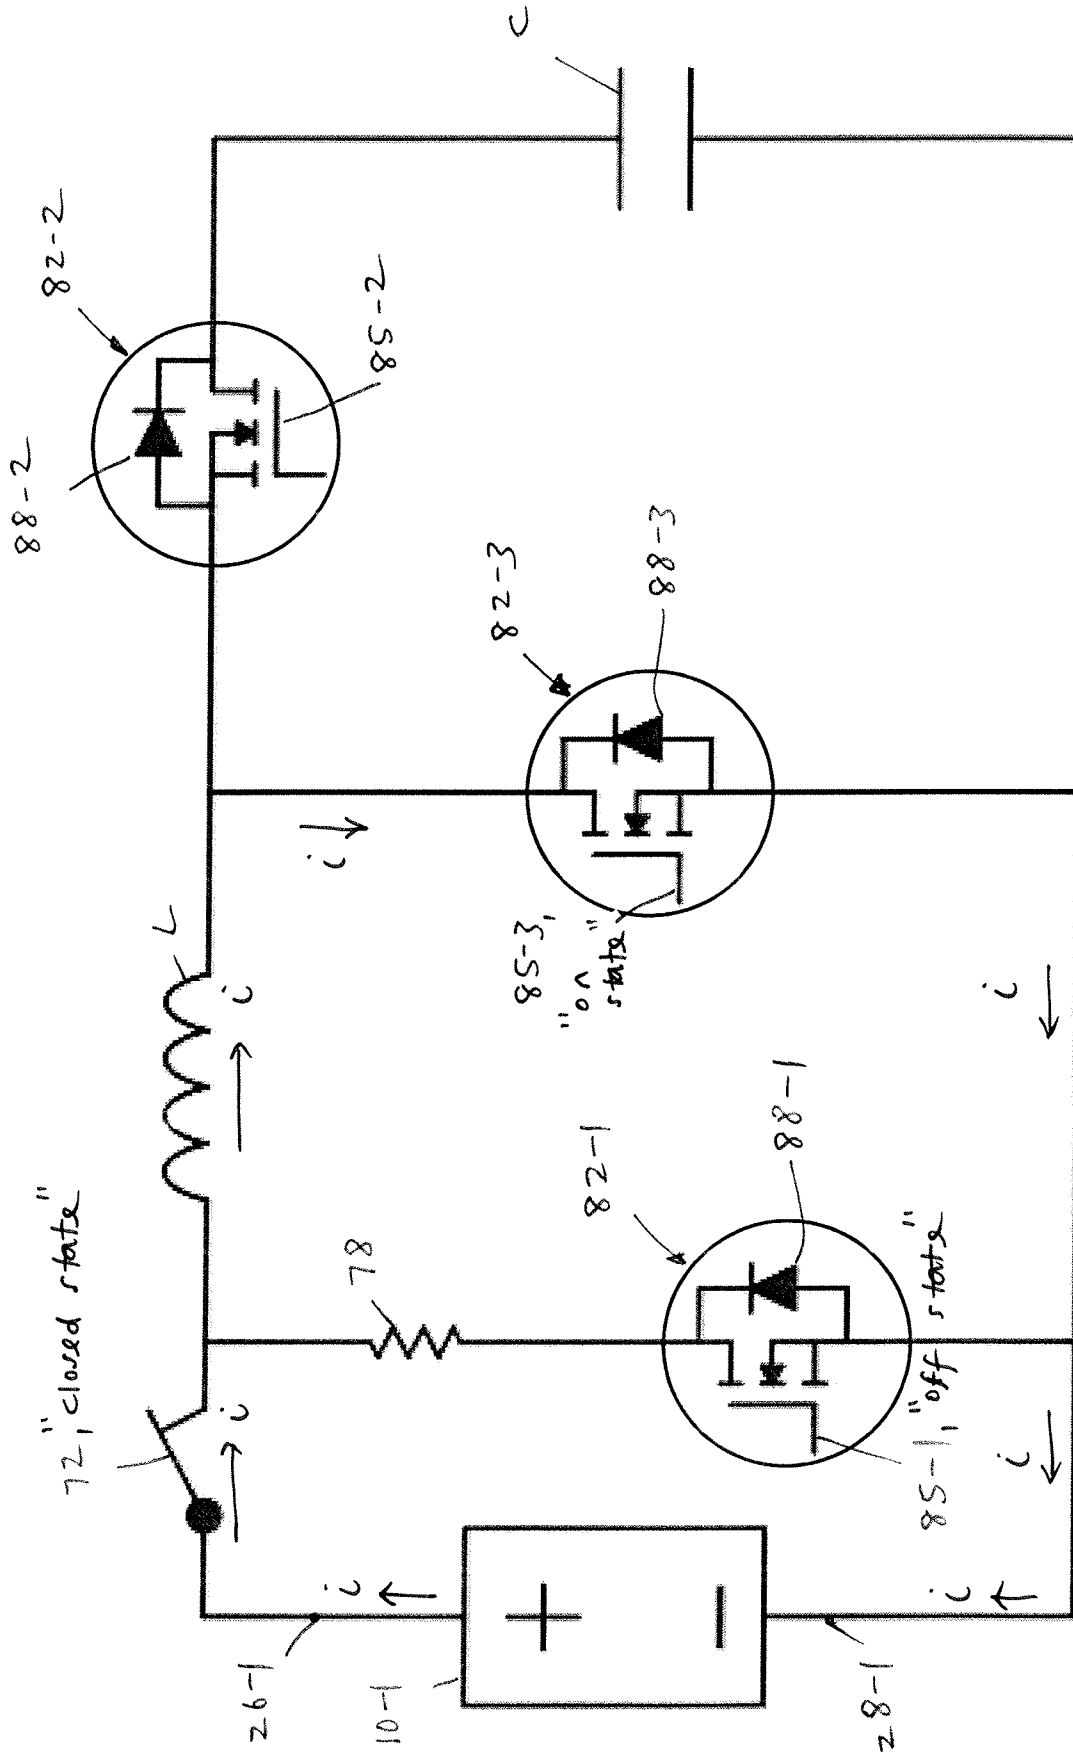 72, "closed state"
i
L
i
88-2
82-2
85-2
C
26-1
i
10-1
+
−
28-1
i
78
82-1
88-1
85-1, "off state"
i
i
82-3
88-3
85-3,
"on
state"
i